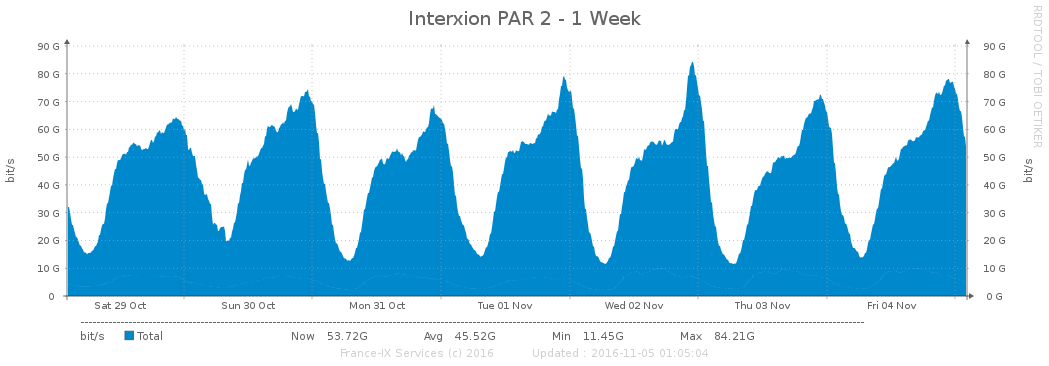 Interxion PAR 2 - 1 Week
RRDTOOL / TOBI OETIKER
90 G 90 G
80 G 80 G
70 G 70 G
60 G 60 G
50 G 50 G
40 G 40 G
30 G 30 G
20 G 20 G
10 G 10 G
0 0 G
bit/s bit/s
Sat 29 Oct Sun 30 Oct Mon 31 Oct Tue 01 Nov Wed 02 Nov Thu 03 Nov Fri 04 Nov
bit/s Total Now 53.72G Avg 45.52G Min 11.45G Max 84.21G
France-IX Services (c) 2016 Updated : 2016-11-05 01:05:04